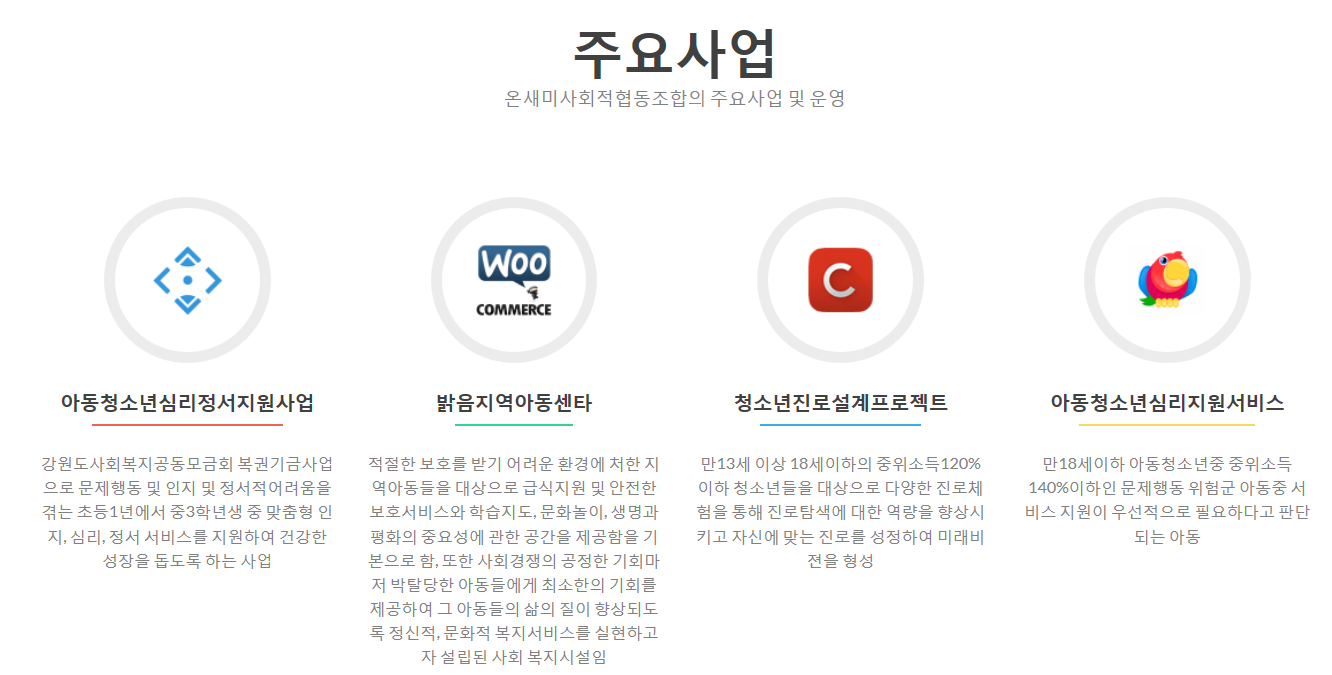 주요사업
온새미사회적협동조합의 주요사업 및 운영
WOO
COMMERCE
C
아동청소년심리정서지원사업
강원도사회복지공동모금회 복권기금사업
으로 문제행동 및 인지 및 정서적어려움을
겪는 초등1년에서 중3학년생 중 맞춤형 인
지, 심리, 정서 서비스를 지원하여 건강한
성장을 돕도록 하는 사업
밝음지역아동센타
적절한 보호를 받기 어려운 환경에 처한 지
역아동들을 대상으로 급식지원 및 안전한
보호서비스와 학습지도, 문화놀이, 생명과
평화의 중요성에 관한 공간을 제공함을 기
본으로 함, 또한 사회경쟁의 공정한 기회마
저 박탈당한 아동들에게 최소한의 기회를
제공하여 그 아동들의 삶의 질이 향상되도
록 정신적, 문화적 복지서비스를 실현하고
자 설립된 사회 복지시설임
청소년진로설계프로젝트
만13세 이상 18세이하의 중위소득120%
이하 청소년들을 대상으로 다양한 진로체
험을 통해 진로탐색에 대한 역량을 향상시
키고 자신에 맞는 진로를 성정하여 미래비
젼을 형성
아동청소년심리지원서비스
만18세이하 아동청소년중 중위소득
140%이하인 문제행동 위험군 아동중 서
비스 지원이 우선적으로 필요하다고 판단
되는 아동